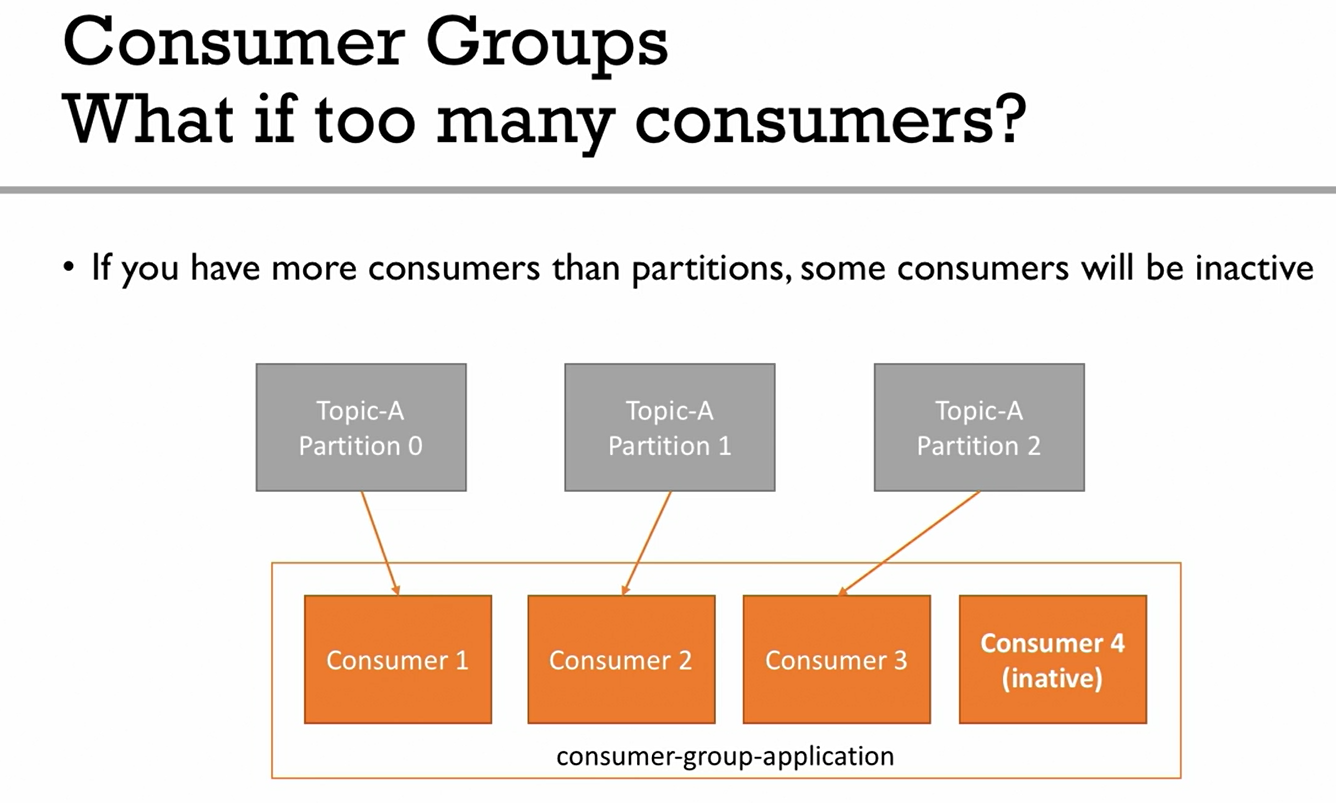 Consumer Groups
What if too many consumers?
• If you have more consumers than partitions, some consumers will be inactive
Topic-A
Partition 0
Topic-A
Partition 1
Topic-A
Partition 2
Consumer 1
Consumer 2
Consumer 3
Consumer 4
(inative)
consumer-group-application